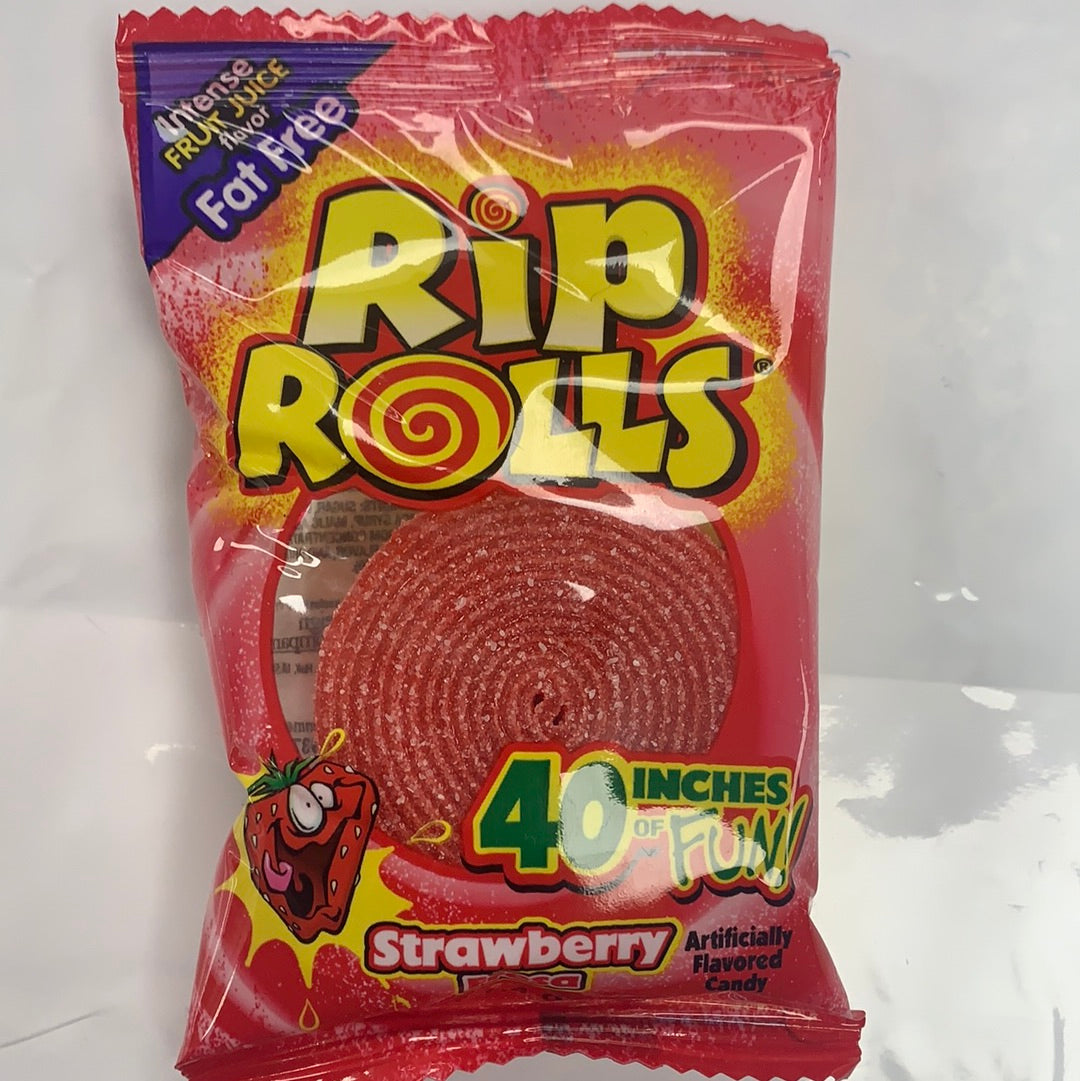 Intense
FRUIT JUICE
flavor
Fat Free
Rip
ROLLS®
40 INCHES
OF FUN!
Strawberry
Artificially
Flavored
Candy